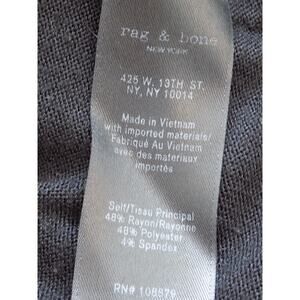 rag & bone
NEW YORK
425 W. 13TH ST.
NY, NY 10014
Made in Vietnam
with imported materials/
Fabriqué Au Vietnam
avec des materiaux
importés
Self/Tissu Principal
48% Rayon/Rayonne
48% Polyester
4% Spandex
RN# 108879